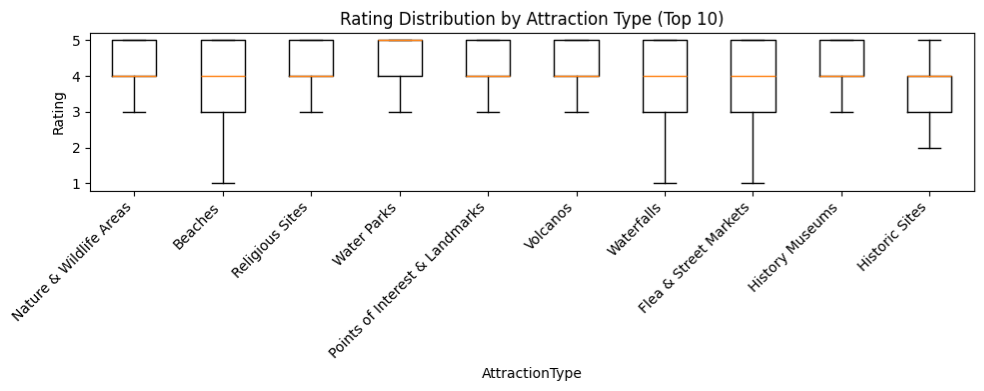 Rating Distribution by Attraction Type (Top 10)
Rating
5
4
3
2
1
Nature & Wildlife Areas
Beaches
Religious Sites
Water Parks
Points of Interest & Landmarks
Volcanos
Waterfalls
Flea & Street Markets
History Museums
Historic Sites
AttractionType